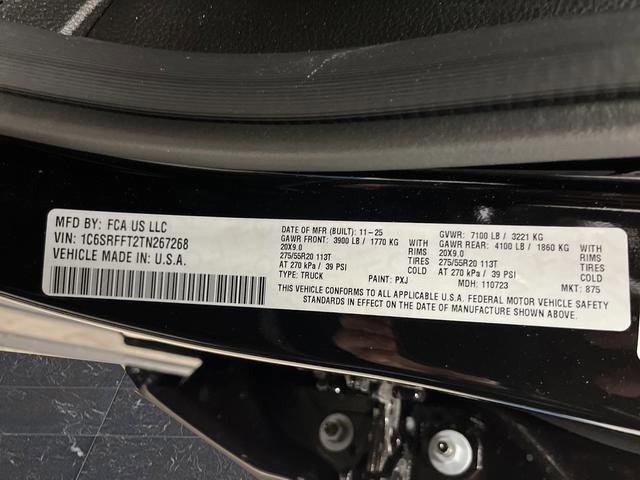 MFD BY: FCA US LLC
VIN: 1C6SRFFT2TN267268
VEHICLE MADE IN: U.S.A.
DATE OF MFR (BUILT): 11-25
GAWR FRONT: 3900 LB / 1770 KG WITH
20X9.0 RIMS
275/55R20 113T TIRES
AT 270 kPa / 39 PSI COLD
TYPE: TRUCK PAINT: PXJ
GVWR: 7100 LB / 3221 KG
GAWR REAR: 4100 LB / 1860 KG WITH
20X9.0 RIMS
275/55R20 113T TIRES
AT 270 kPa / 39 PSI COLD
MDH: 110723 MKT: 875
THIS VEHICLE CONFORMS TO ALL APPLICABLE U.S.A. FEDERAL MOTOR VEHICLE SAFETY
STANDARDS IN EFFECT ON THE DATE OF MANUFACTURE SHOWN ABOVE.